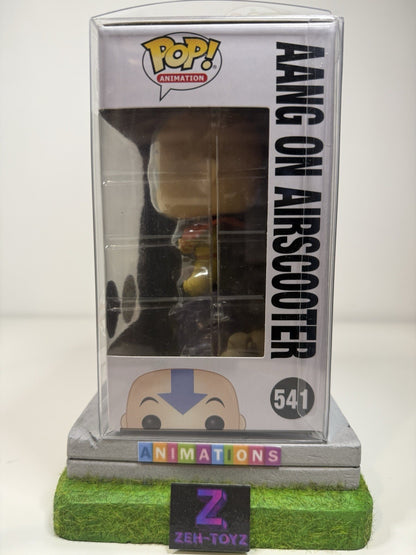 POP!
ANIMATION
AANG ON AIRSCOOTER
541
ANIMATIONS
Z
ZEH-TOYZ